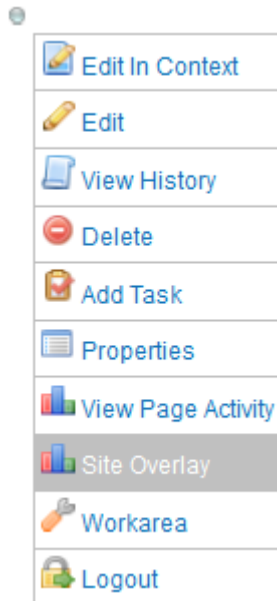 Edit In Context
Edit
View History
Delete
Add Task
Properties
View Page Activity
Site Overlay
Workarea
Logout